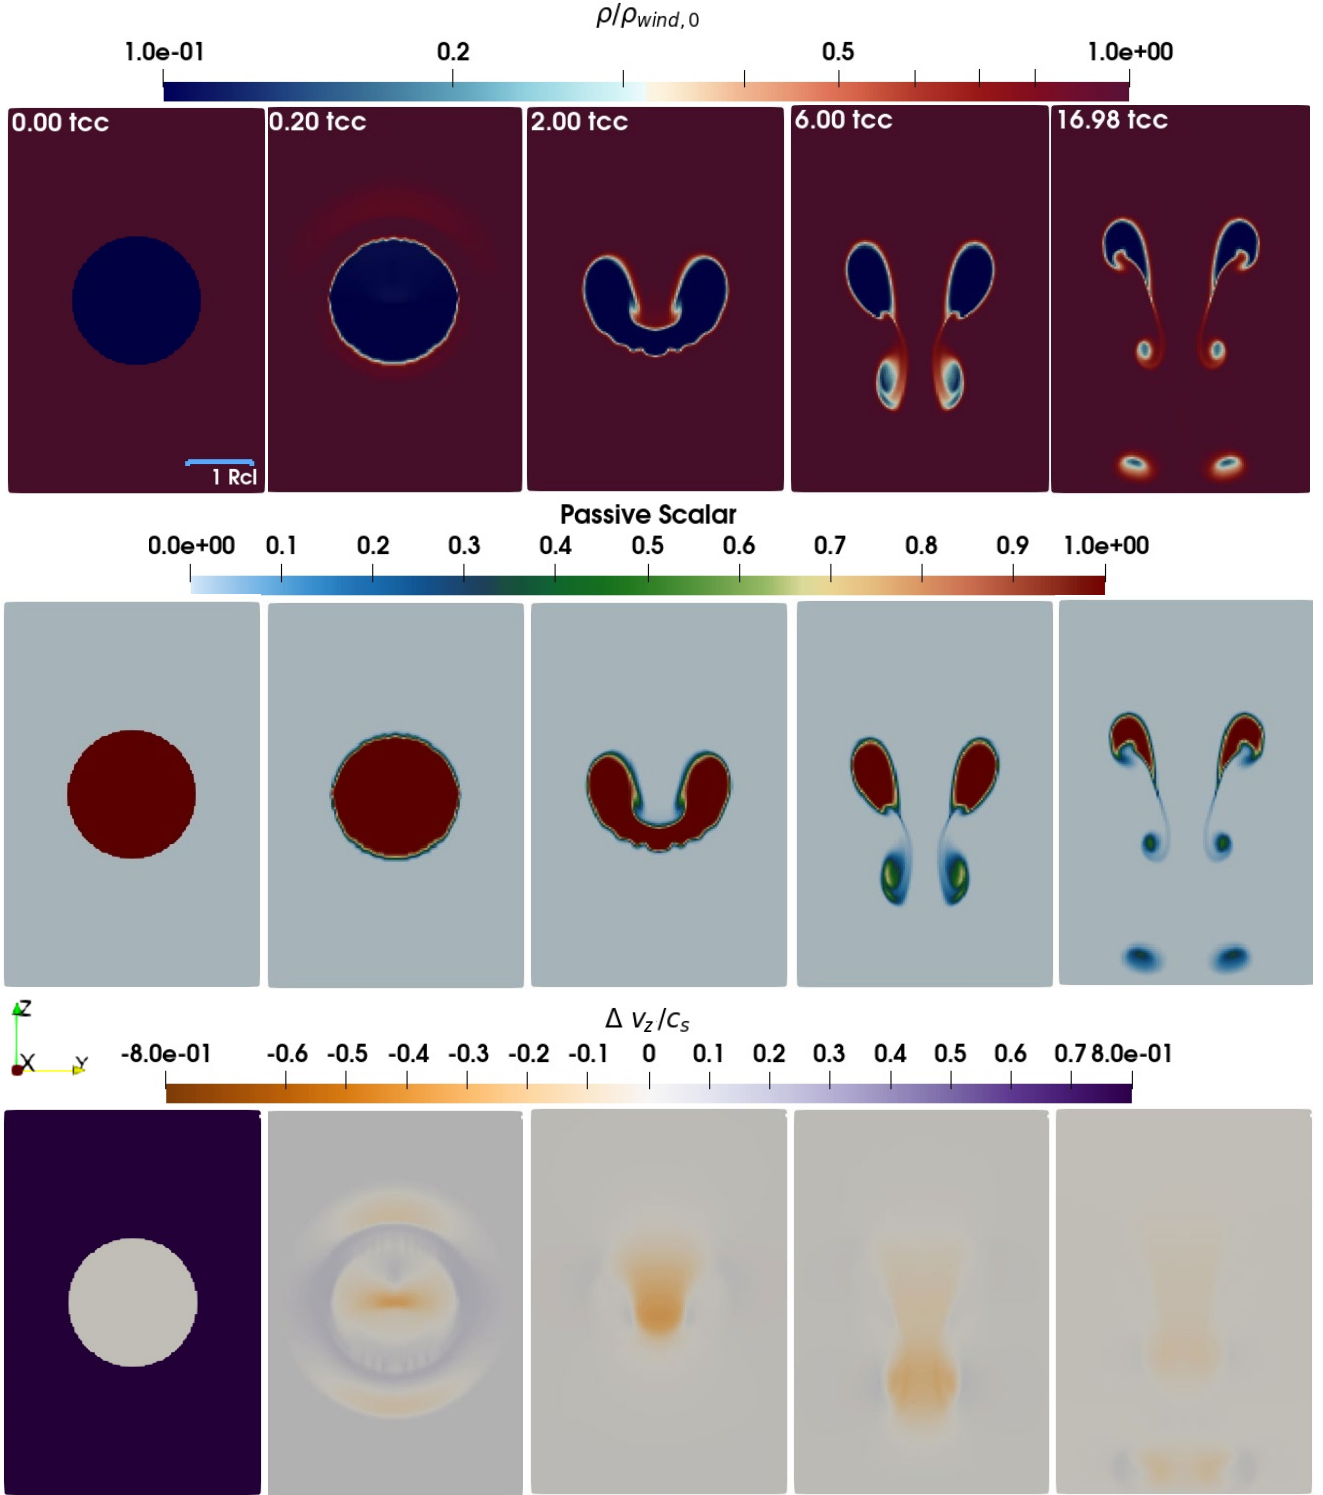 ρ/ρwind, 0
1.0e-01 0.2 0.5 1.0e+00
0.00 tcc 0.20 tcc 2.00 tcc 6.00 tcc 16.98 tcc
1 Rcl
Passive Scalar
0.0e+00 0.1 0.2 0.3 0.4 0.5 0.6 0.7 0.8 0.9 1.0e+00
Z
X Y
Δ vz/cs
-8.0e-01 -0.6 -0.5 -0.4 -0.3 -0.2 -0.1 0 0.1 0.2 0.3 0.4 0.5 0.6 0.7 8.0e-01